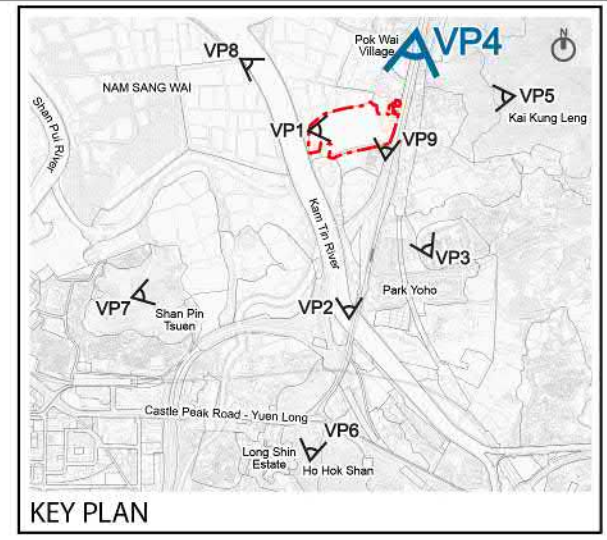 Pok Wai
Village
VP4
N
VP8
NAM SANG WAI
VP5
Kai Kung Leng
Shan Pui River
VP1
VP9
Kam Tin River
VP3
Park Yoho
VP7
Shan Pin
Tsuen
VP2
Castle Peak Road - Yuen Long
VP6
Long Shin
Estate
Ho Hok Shan
KEY PLAN